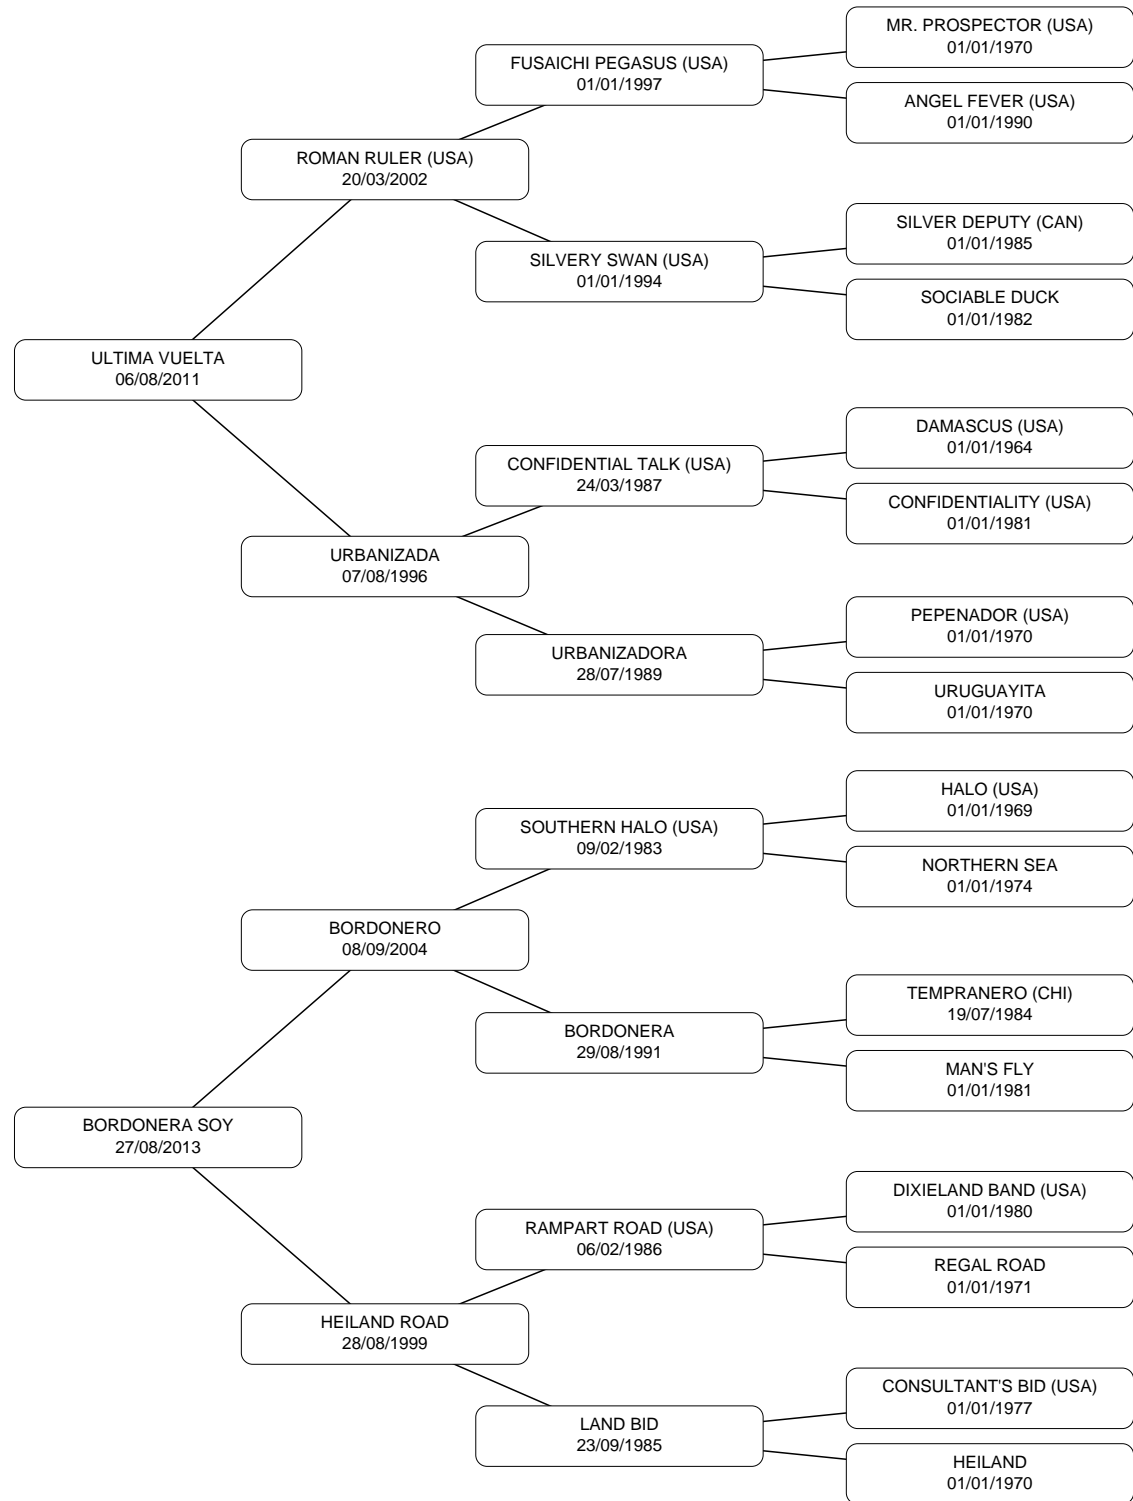 MR. PROSPECTOR (USA)
01/01/1970
FUSAICHI PEGASUS (USA)
01/01/1997
ANGEL FEVER (USA)
01/01/1990
ROMAN RULER (USA)
20/03/2002
SILVER DEPUTY (CAN)
01/01/1985
SILVERY SWAN (USA)
01/01/1994
SOCIABLE DUCK
01/01/1982
ULTIMA VUELTA
06/08/2011
DAMASCUS (USA)
01/01/1964
CONFIDENTIAL TALK (USA)
24/03/1987
CONFIDENTIALITY (USA)
01/01/1981
URBANIZADA
07/08/1996
PEPENADOR (USA)
01/01/1970
URBANIZADORA
28/07/1989
URUGUAYITA
01/01/1970
HALO (USA)
01/01/1969
SOUTHERN HALO (USA)
09/02/1983
NORTHERN SEA
01/01/1974
BORDONERO
08/09/2004
TEMPRANERO (CHI)
19/07/1984
BORDONERA
29/08/1991
MAN'S FLY
01/01/1981
BORDONERA SOY
27/08/2013
DIXIELAND BAND (USA)
01/01/1980
RAMPART ROAD (USA)
06/02/1986
REGAL ROAD
01/01/1971
HEILAND ROAD
28/08/1999
CONSULTANT'S BID (USA)
01/01/1977
LAND BID
23/09/1985
HEILAND
01/01/1970